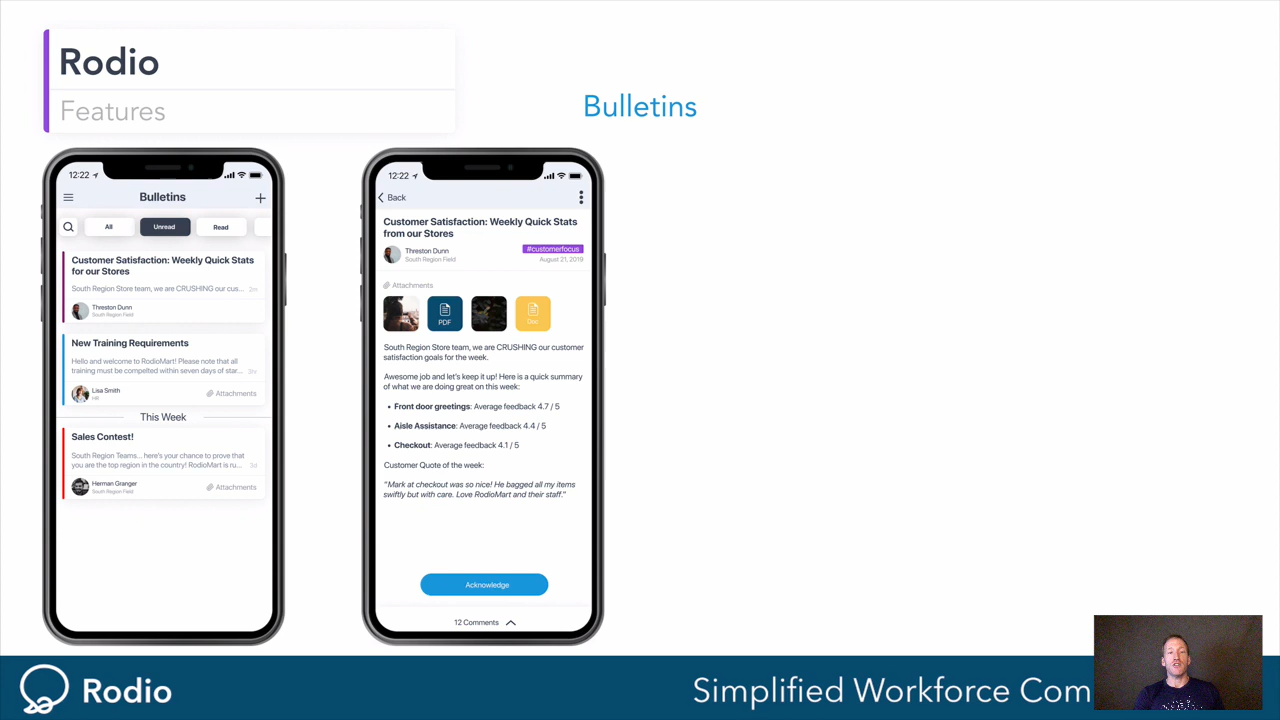 Rodio
Features
Bulletins
12:22
Bulletins
All
Unread
Read
Customer Satisfaction: Weekly Quick Stats
for our Stores
South Region Store team, we are CRUSHING our cus... 2m
Threston Dunn
South Region Field
New Training Requirements
Hello and welcome to RodioMart! Please note that all
training must be compelted within seven days of star... 2hr
Lisa Smith
HR
Attachments
This Week
Sales Contest!
South Region Teams... here's your chance to prove that
you are the top region in the country! RodioMart is ru... 3d
Herman Granger
South Region Field
Attachments
12:22
Back
Customer Satisfaction: Weekly Quick Stats
from our Stores
Threston Dunn
South Region Field
#customerfocus
August 21, 2019
Attachments
PDF
Doc
South Region Store team, we are CRUSHING our customer
satisfaction goals for the week.
Awesome job and let's keep it up! Here is a quick summary
of what we are doing great on this week:
• Front door greetings: Average feedback 4.7 / 5
• Aisle Assistance: Average feedback 4.4 / 5
• Checkout: Average feedback 4.1 / 5
Customer Quote of the week:
"Mark at checkout was so nice! He bagged all my items
swiftly but with care. Love RodioMart and their staff."
Acknowledge
12 Comments
Rodio
Simplified Workforce Com